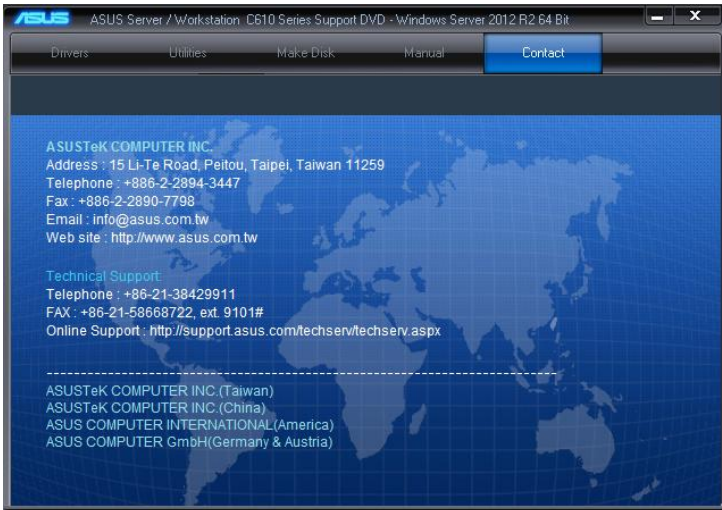 ASUS ASUS Server / Workstation C610 Series Support DVD - Windows Server 2012 R2 64 Bit
Drivers Utilities Make Disk Manual Contact
ASUSTeK COMPUTER INC.
Address : 15 Li-Te Road, Peitou, Taipei, Taiwan 11259
Telephone : +886-2-2894-3447
Fax : +886-2-2890-7798
Email : info@asus.com.tw
Web site : http://www.asus.com.tw
Technical Support:
Telephone : +86-21-38429911
FAX : +86-21-58668722, ext. 9101#
Online Support : http://support.asus.com/techserv/techserv.aspx
--------------------------------------------------------------------------------
ASUSTeK COMPUTER INC.(Taiwan)
ASUSTeK COMPUTER INC.(China)
ASUS COMPUTER INTERNATIONAL(America)
ASUS COMPUTER GmbH(Germany & Austria)